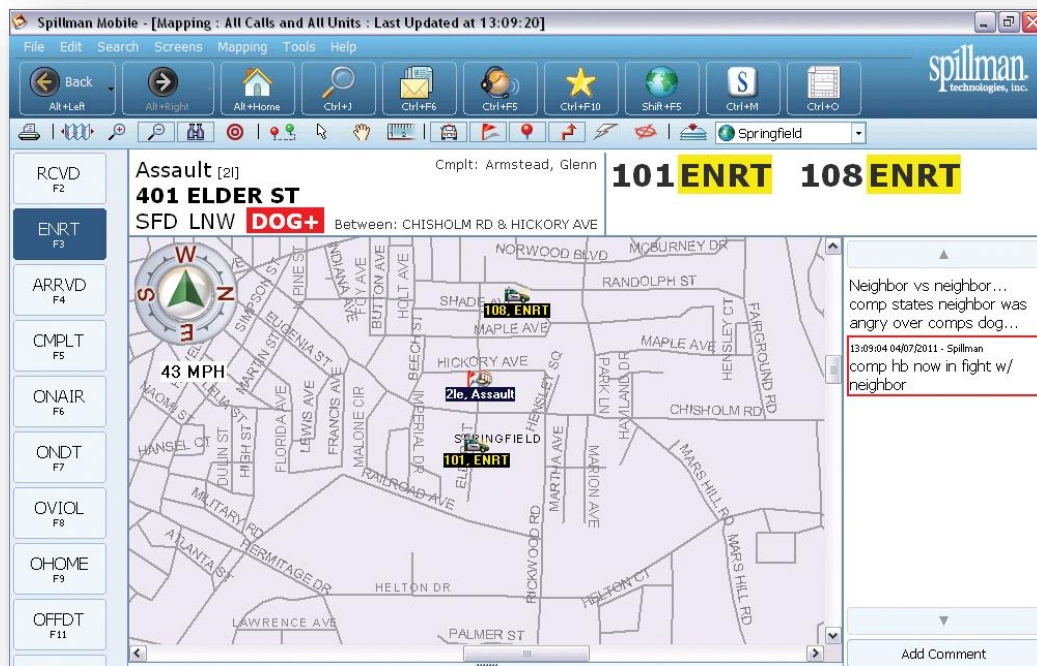 Spillman Mobile - [Mapping : All Calls and All Units : Last Updated at 13:09:20]
File Edit Search Screens Mapping Tools Help
Back
Alt+Left
Alt+Right
Alt+Home
Ctrl+J
Ctrl+F6
Ctrl+F5
Ctrl+F10
Shift+F5
S
Ctrl+M
Ctrl+O
spillman
technologies, inc.
Springfield
RCVD
F2
ENRT
F3
ARRVD
F4
CMPLT
F5
ONAIR
F6
ONDT
F7
OVIOL
F8
OHOME
F9
OFFDT
F11
Assault [2l]
Cmplt: Armstead, Glenn
401 ELDER ST
SFD LNW DOG+ Between: CHISHOLM RD & HICKORY AVE
101 ENRT 108 ENRT
W
S N
E
43 MPH
NORWOOD BLVD
MCBURNEY DR
RANDOLPH ST
PINE ST
INDIANA AVE
FOY AVE
BUTTON AVE
HOLT AVE
SHADE AVE
108, ENRT
MAPLE AVE
MAPLE AVE
HENSLEY CT
FAIRGROUND RD
SIMPSON ST
EUGENIA ST
MARTIN ST
BEECH ST
HICKORY AVE
HENSLEY SQ
PARK LN
HAVILAND DR
2le, Assault
CHISHOLM RD
NAOMI ST
LELIA ST
HANSEL CT
DULIN ST
HIGH ST
FLORIDA AVE
LEWIS AVE
FRANCIS AVE
MALONE CIR
IMPERIAL DR
SPRINGFIELD
101, ENRT
MARTHA AVE
MARION AVE
RAILROAD AVE
MARS HILL RD
MILITARY RD
ATLANTA ST
HERMITAGE DR
RICKWOOD RD
MARS HILL RD
HELTON DR
HELTON CT
LAWRENCE AVE
PALMER ST
Neighbor vs neighbor...
comp states neighbor was
angry over comps dog...
13:09:04 04/07/2011 - Spillman
comp hb now in fight w/
neighbor
Add Comment